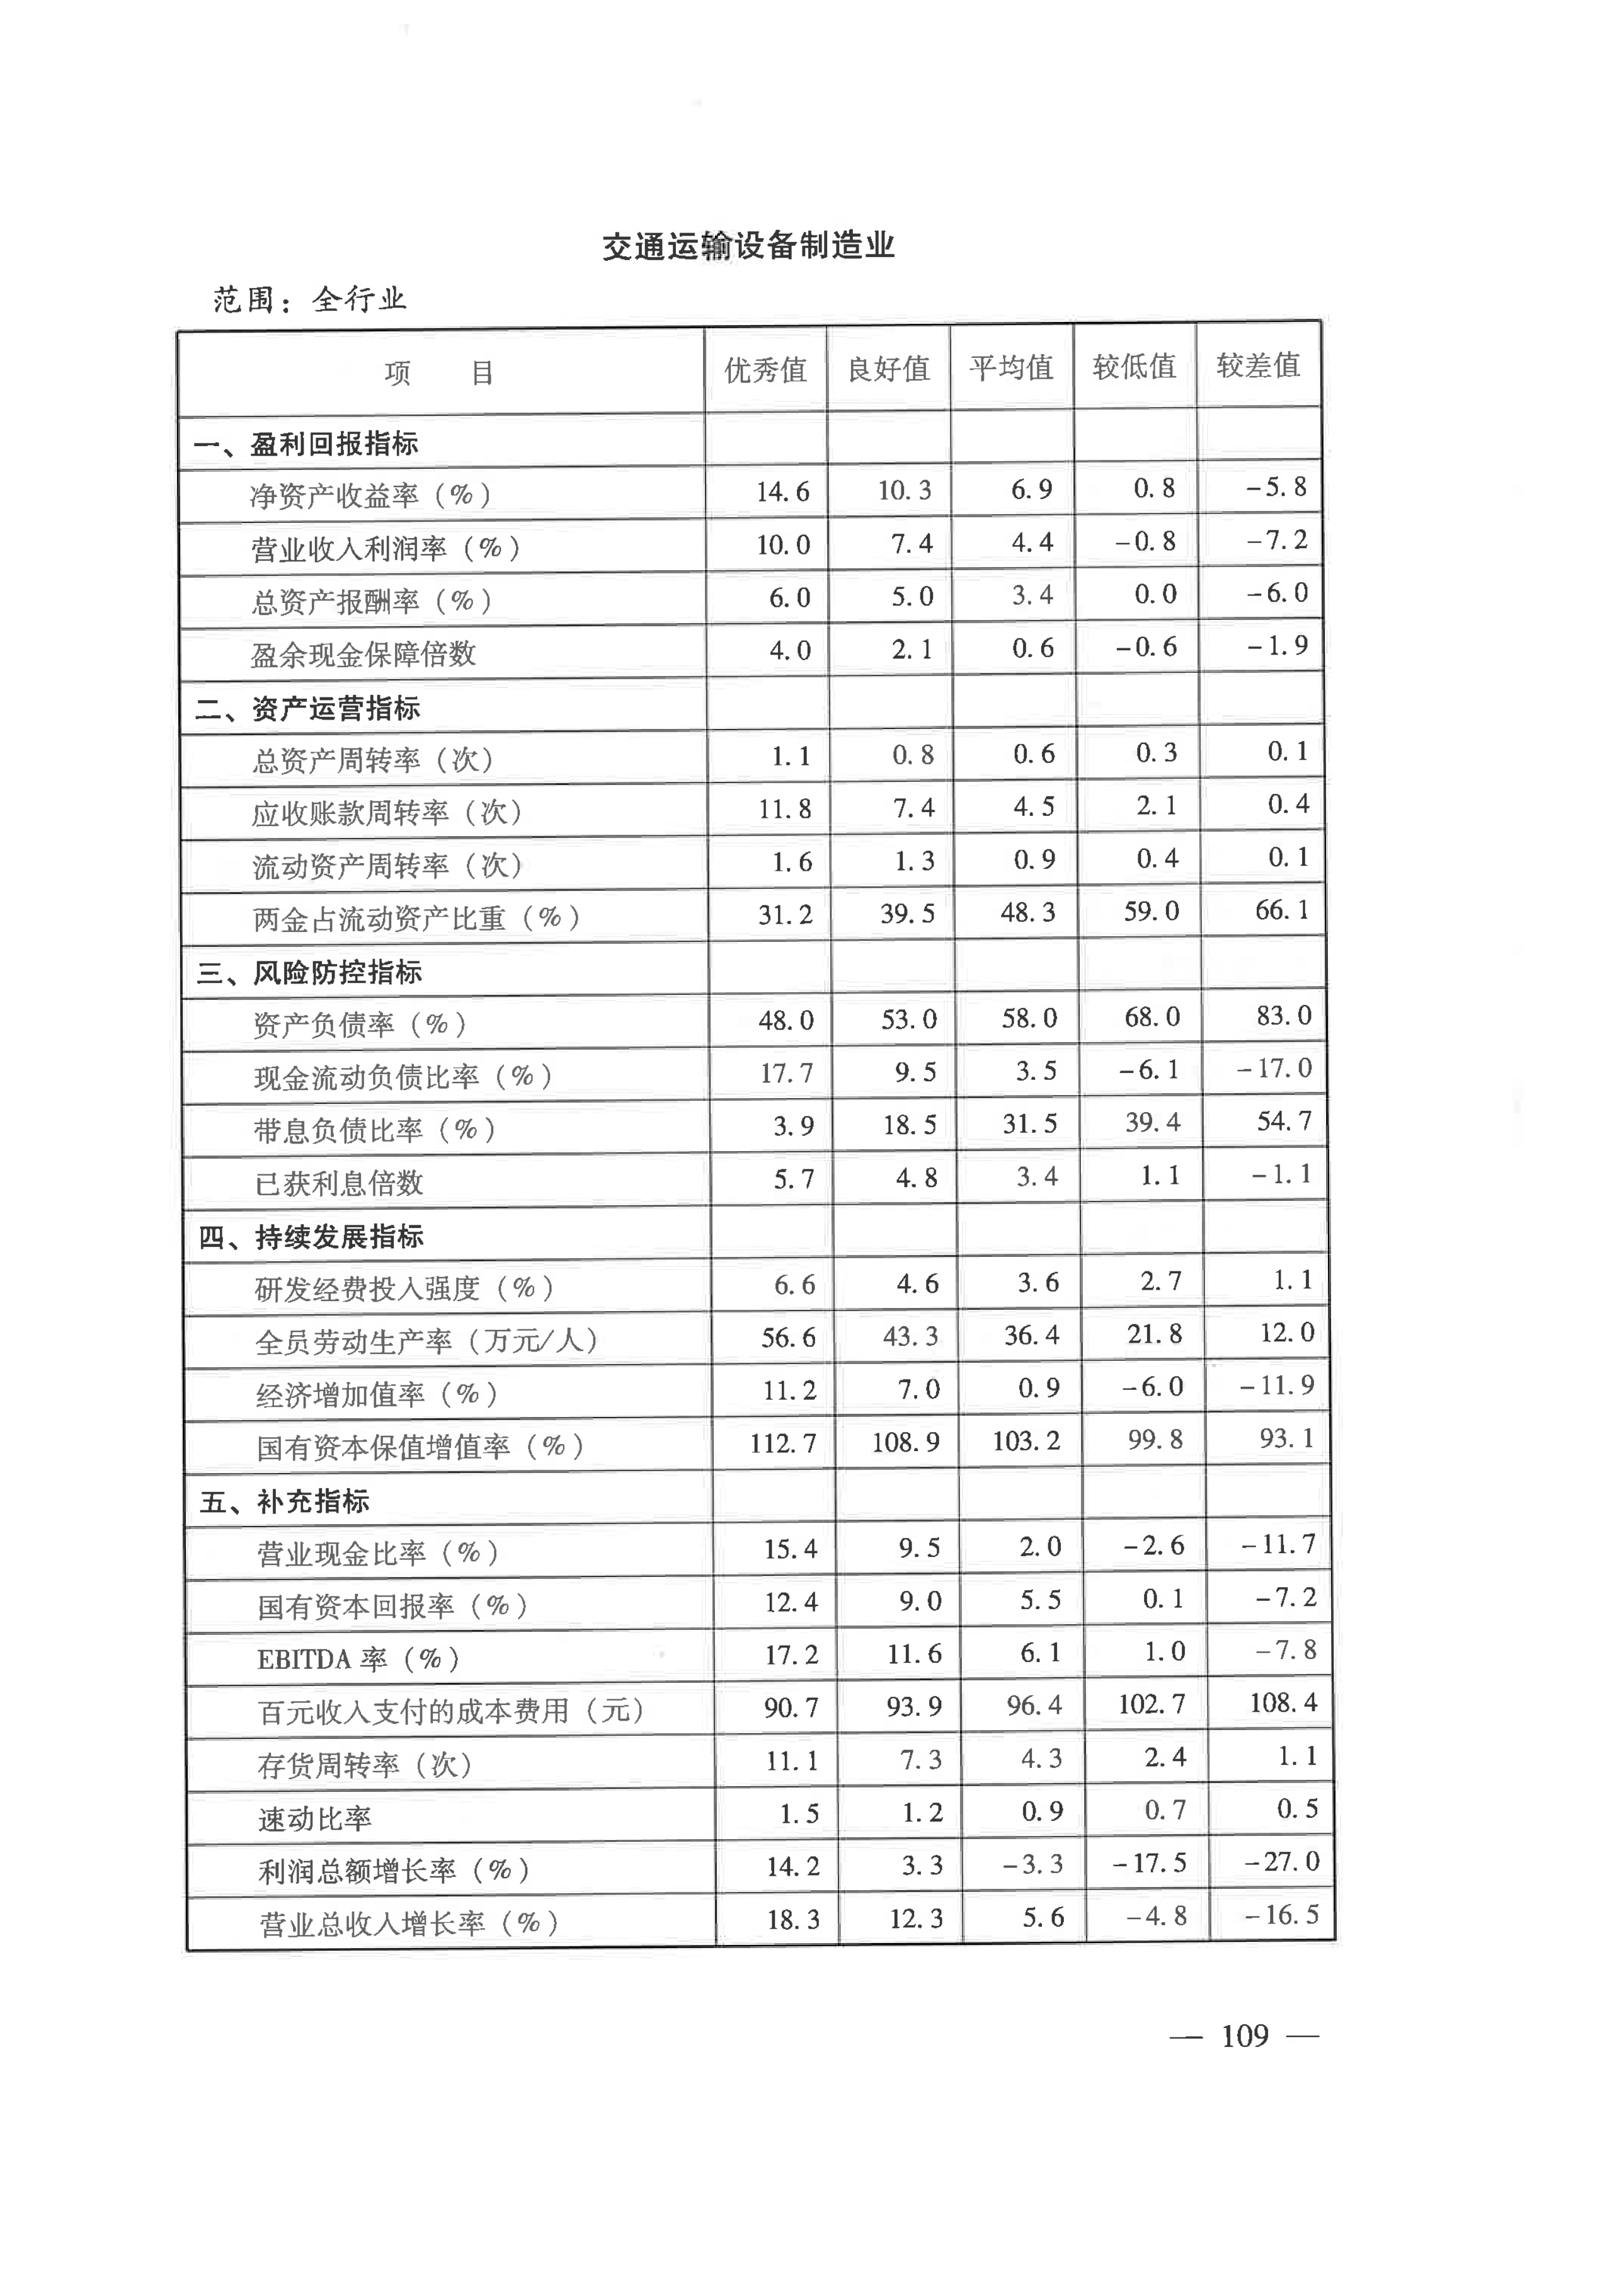 交通运输设备制造业
范围：全行业
项 目 优秀值 良好值 平均值 较低值 较差值
一、盈利回报指标
净资产收益率（%） 14.6 10.3 6.9 0.8 -5.8
营业收入利润率（%） 10.0 7.4 4.4 -0.8 -7.2
总资产报酬率（%） 6.0 5.0 3.4 0.0 -6.0
盈余现金保障倍数 4.0 2.1 0.6 -0.6 -1.9
二、资产运营指标
总资产周转率（次） 1.1 0.8 0.6 0.3 0.1
应收账款周转率（次） 11.8 7.4 4.5 2.1 0.4
流动资产周转率（次） 1.6 1.3 0.9 0.4 0.1
两金占流动资产比重（%） 31.2 39.5 48.3 59.0 66.1
三、风险防控指标
资产负债率（%） 48.0 53.0 58.0 68.0 83.0
现金流动负债比率（%） 17.7 9.5 3.5 -6.1 -17.0
带息负债比率（%） 3.9 18.5 31.5 39.4 54.7
已获利息倍数 5.7 4.8 3.4 1.1 -1.1
四、持续发展指标
研发经费投入强度（%） 6.6 4.6 3.6 2.7 1.1
全员劳动生产率（万元/人） 56.6 43.3 36.4 21.8 12.0
经济增加值率（%） 11.2 7.0 0.9 -6.0 -11.9
国有资本保值增值率（%） 112.7 108.9 103.2 99.8 93.1
五、补充指标
营业现金比率（%） 15.4 9.5 2.0 -2.6 -11.7
国有资本回报率（%） 12.4 9.0 5.5 0.1 -7.2
EBITDA 率（%） 17.2 11.6 6.1 1.0 -7.8
百元收入支付的成本费用（元） 90.7 93.9 96.4 102.7 108.4
存货周转率（次） 11.1 7.3 4.3 2.4 1.1
速动比率 1.5 1.2 0.9 0.7 0.5
利润总额增长率（%） 14.2 3.3 -3.3 -17.5 -27.0
营业总收入增长率（%） 18.3 12.3 5.6 -4.8 -16.5
— 109 —